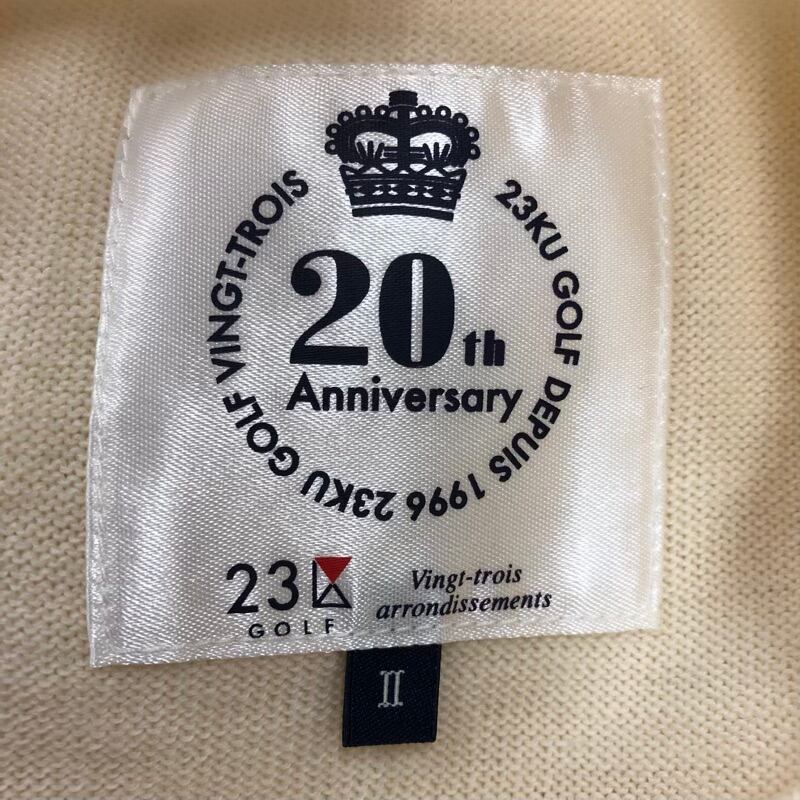 23KU GOLF DEPUIS 1996 23KU GOLF VINGT-TROIS
20th
Anniversary
23
GOLF
Vingt-trois
arrondissements
II